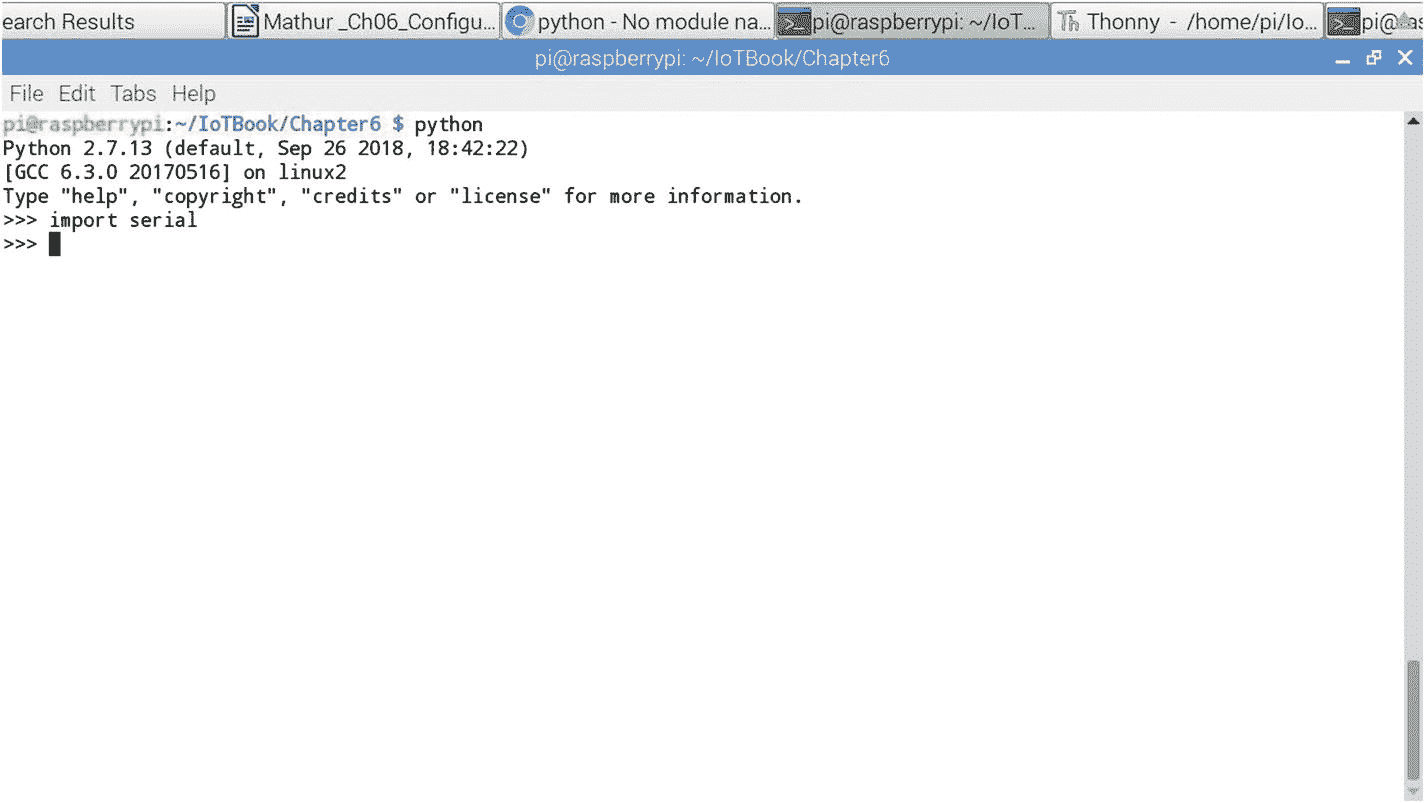 earch Results Mathur _Ch06_Configu... python - No module na... pi@raspberrypi: ~/IoT... Thonny - /home/pi/Io...
pi@raspberrypi: ~/IoTBook/Chapter6
File Edit Tabs Help
pi@raspberrypi:~/IoTBook/Chapter6 $ python
Python 2.7.13 (default, Sep 26 2018, 18:42:22)
[GCC 6.3.0 20170516] on linux2
Type "help", "copyright", "credits" or "license" for more information.
>>> import serial
>>>